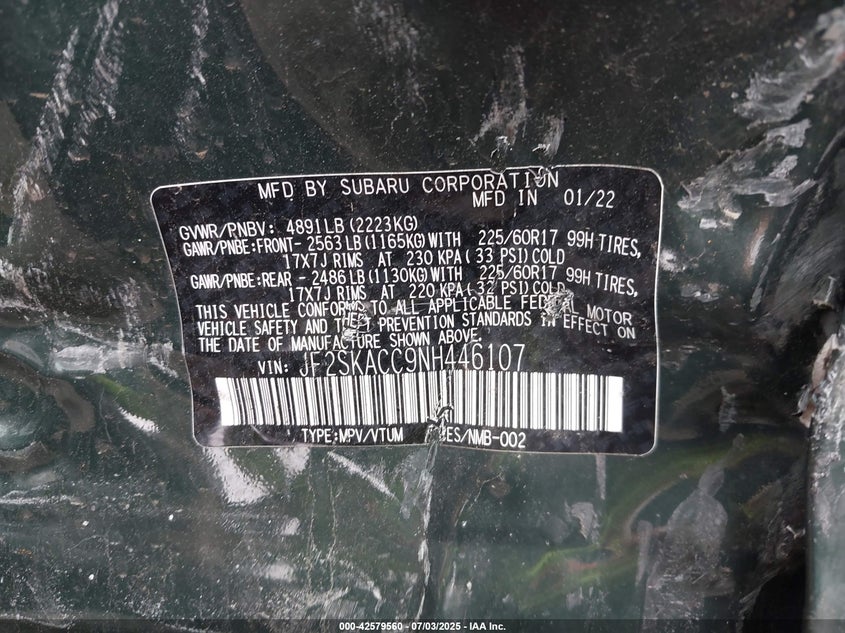 MFD BY SUBARU CORPORATION
MFD IN 01/22
GVWR/PNBV: 4891LB(2223KG)
GAWR/PNBE:FRONT- 2563LB(1165KG)WITH 225/60R17 99H TIRES,
17X7J RIMS AT 230 KPA(33 PSI)COLD
GAWR/PNBE:REAR - 2486LB(1130KG)WITH 225/60R17 99H TIRES,
17X7J RIMS AT 220 KPA(32 PSI)COLD
THIS VEHICLE CONFORMS TO ALL APPLICABLE FEDERAL MOTOR
VEHICLE SAFETY AND THEFT PREVENTION STANDARDS IN EFFECT ON
THE DATE OF MANUFACTURE SHOWN ABOVE.
VIN: JF2SKACC9NH446107
TYPE:MPV/VTUM ES/NMB-002
000-42579560 - 07/03/2025 - IAA Inc.